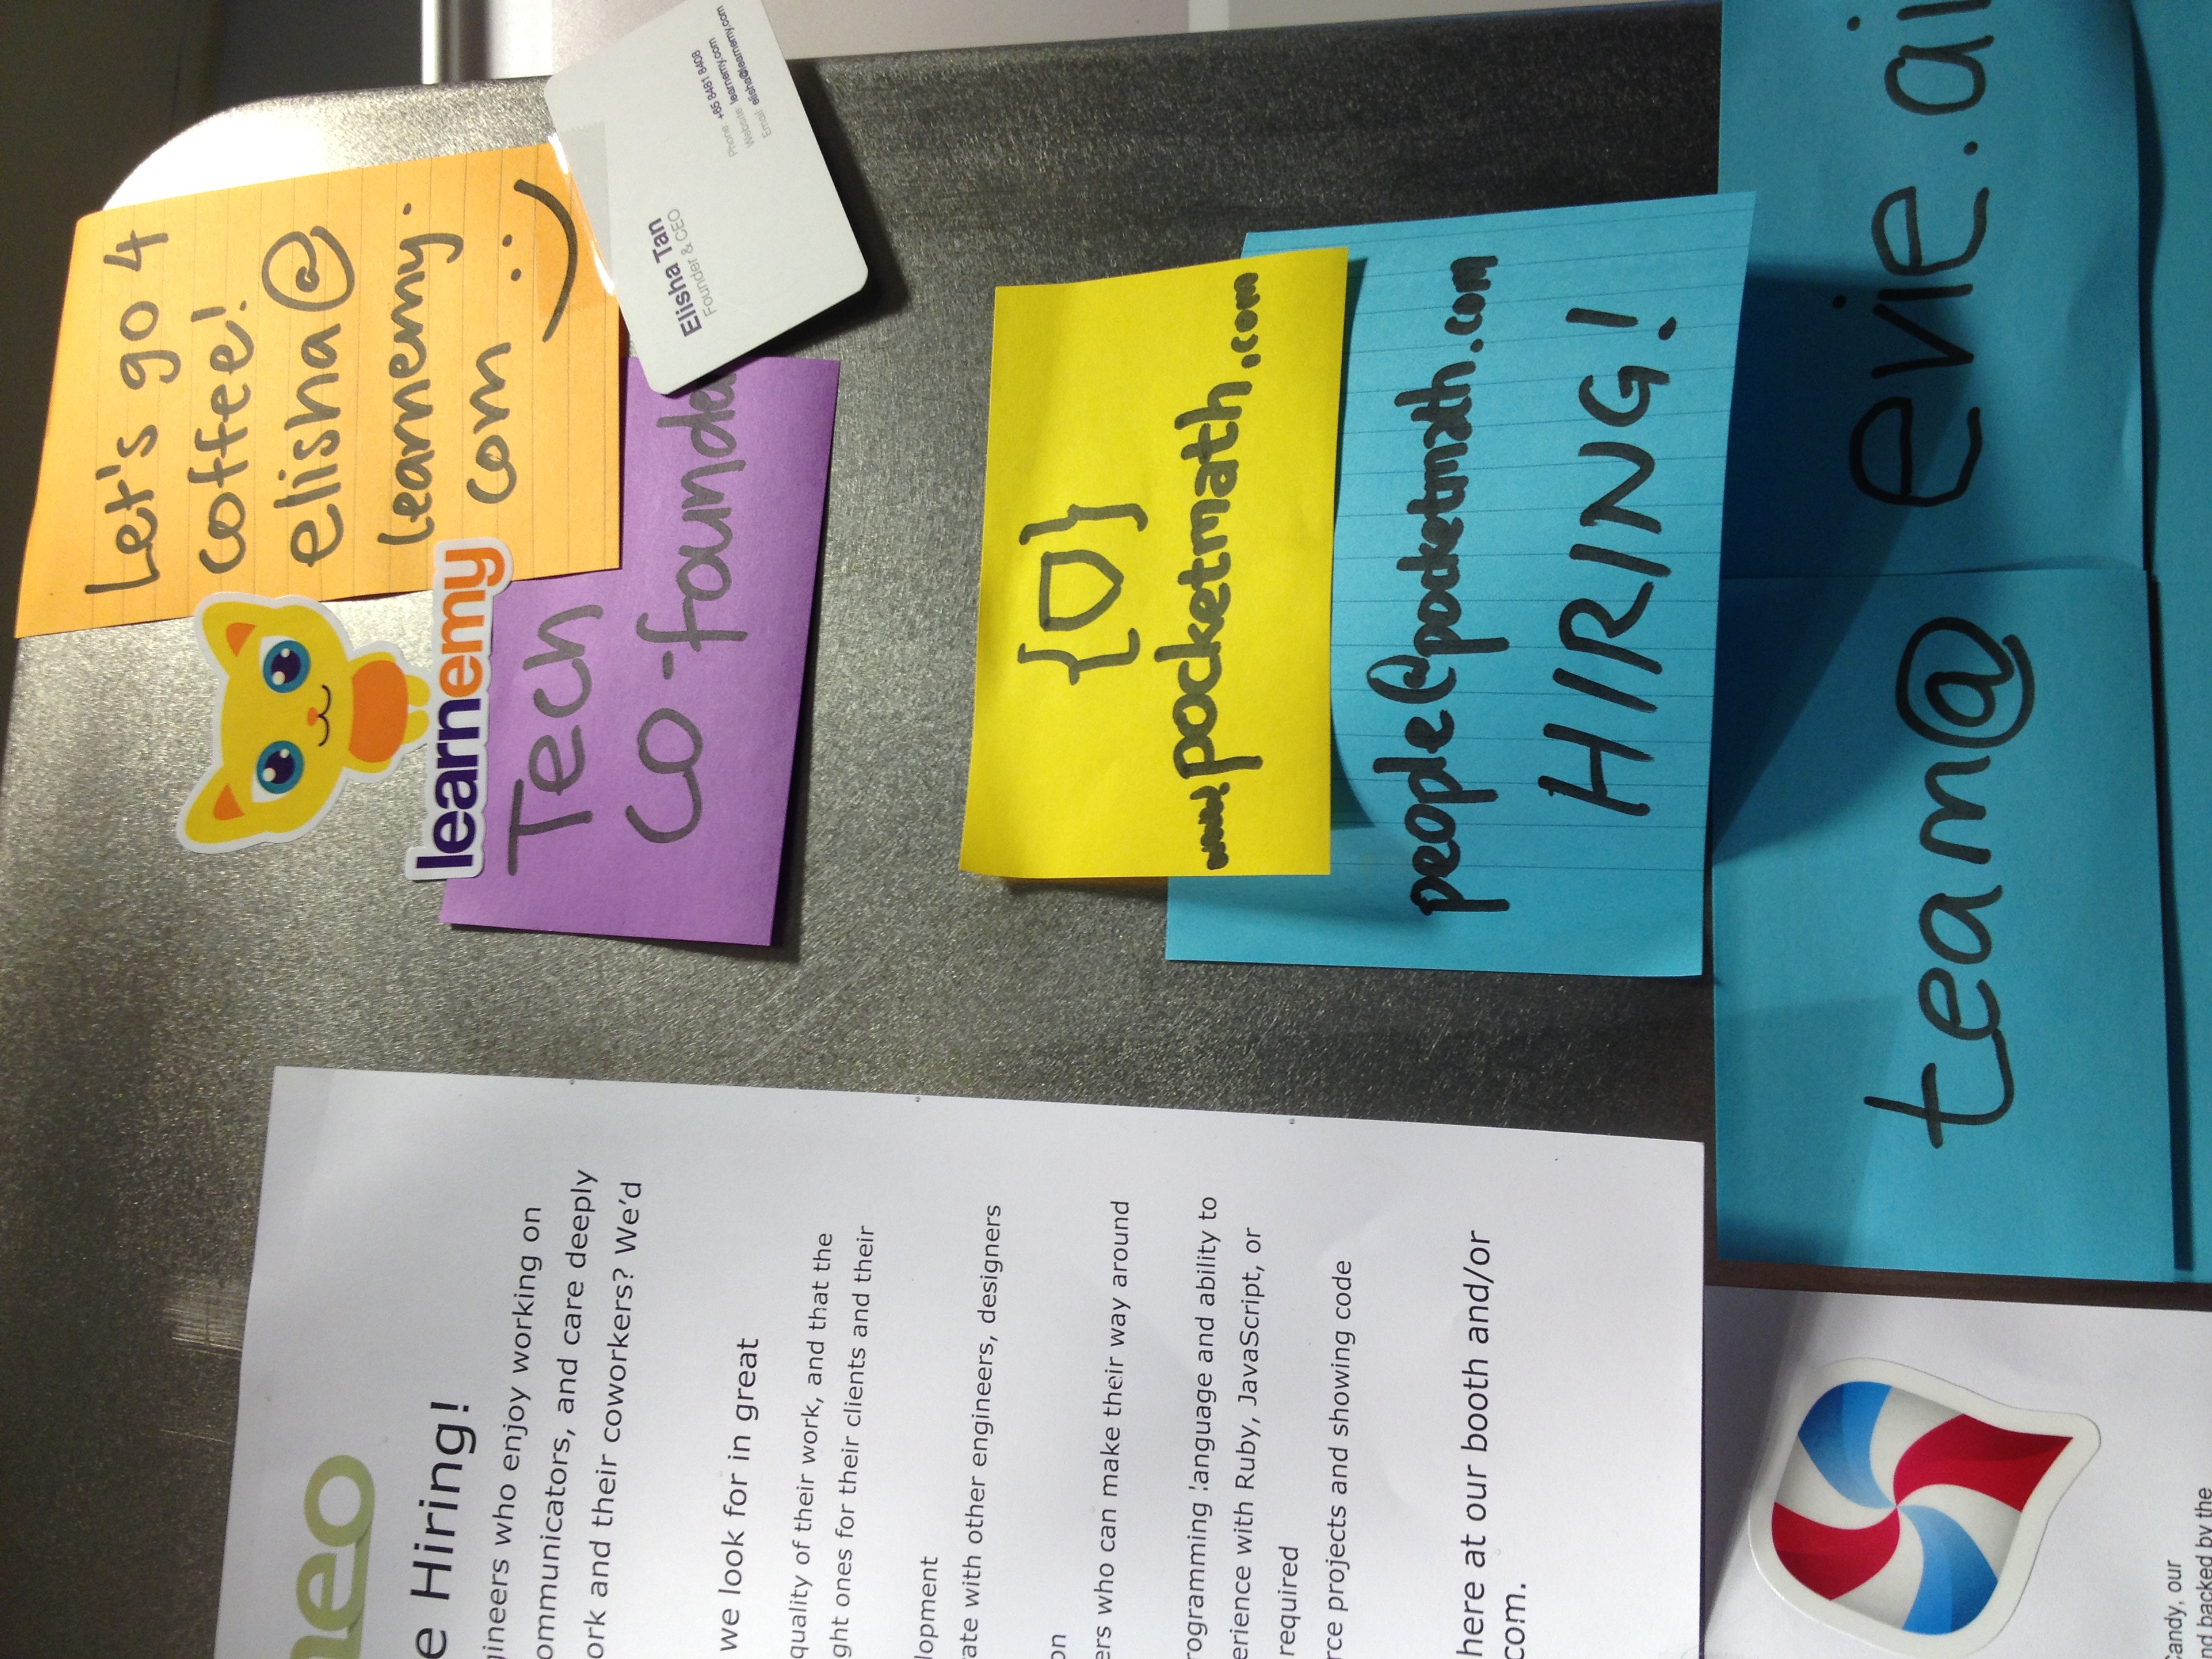 neo
e Hiring!
gineers who enjoy working on
ommunicators, and care deeply
ork and their coworkers? We'd
we look for in great
quality of their work, and that the
ght ones for their clients and their
lopment
ate with other engineers, designers
on
ers who can make their way around
rogramming language and ability to
erience with Ruby, JavaScript, or
required
rce projects and showing code
here at our booth and/or
com.
Candy, our
nd backed by the
Let's go 4
coffee!
elisha@
learnemy.
com
learnemy
Tech
co-founde
Elisha Tan
Founder & CEO
Phone: +65 8481 8408
Website: learnemy.com
Email: elisha@learnemy.com
{ }
www.pocketmath.com
people@pocketmath.com
HIRING!
team@evie.ai